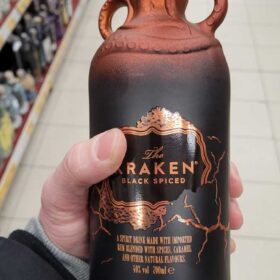 The
KRAKEN®
BLACK SPICED
A SPIRIT DRINK MADE WITH IMPORTED
RUM BLENDED WITH SPICES, CARAMEL
AND OTHER NATURAL FLAVOURS.
40% vol 700ml e